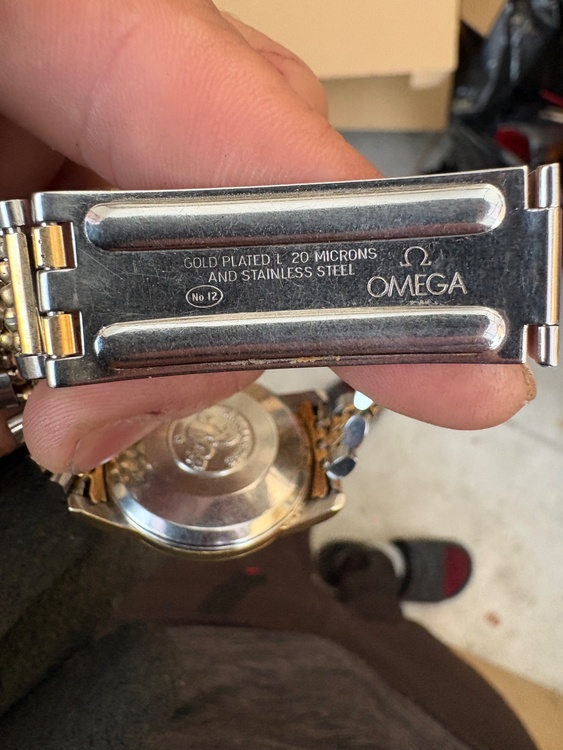 GOLD PLATED L 20 MICRONS
AND STAINLESS STEEL
No 12
Ω
OMEGA